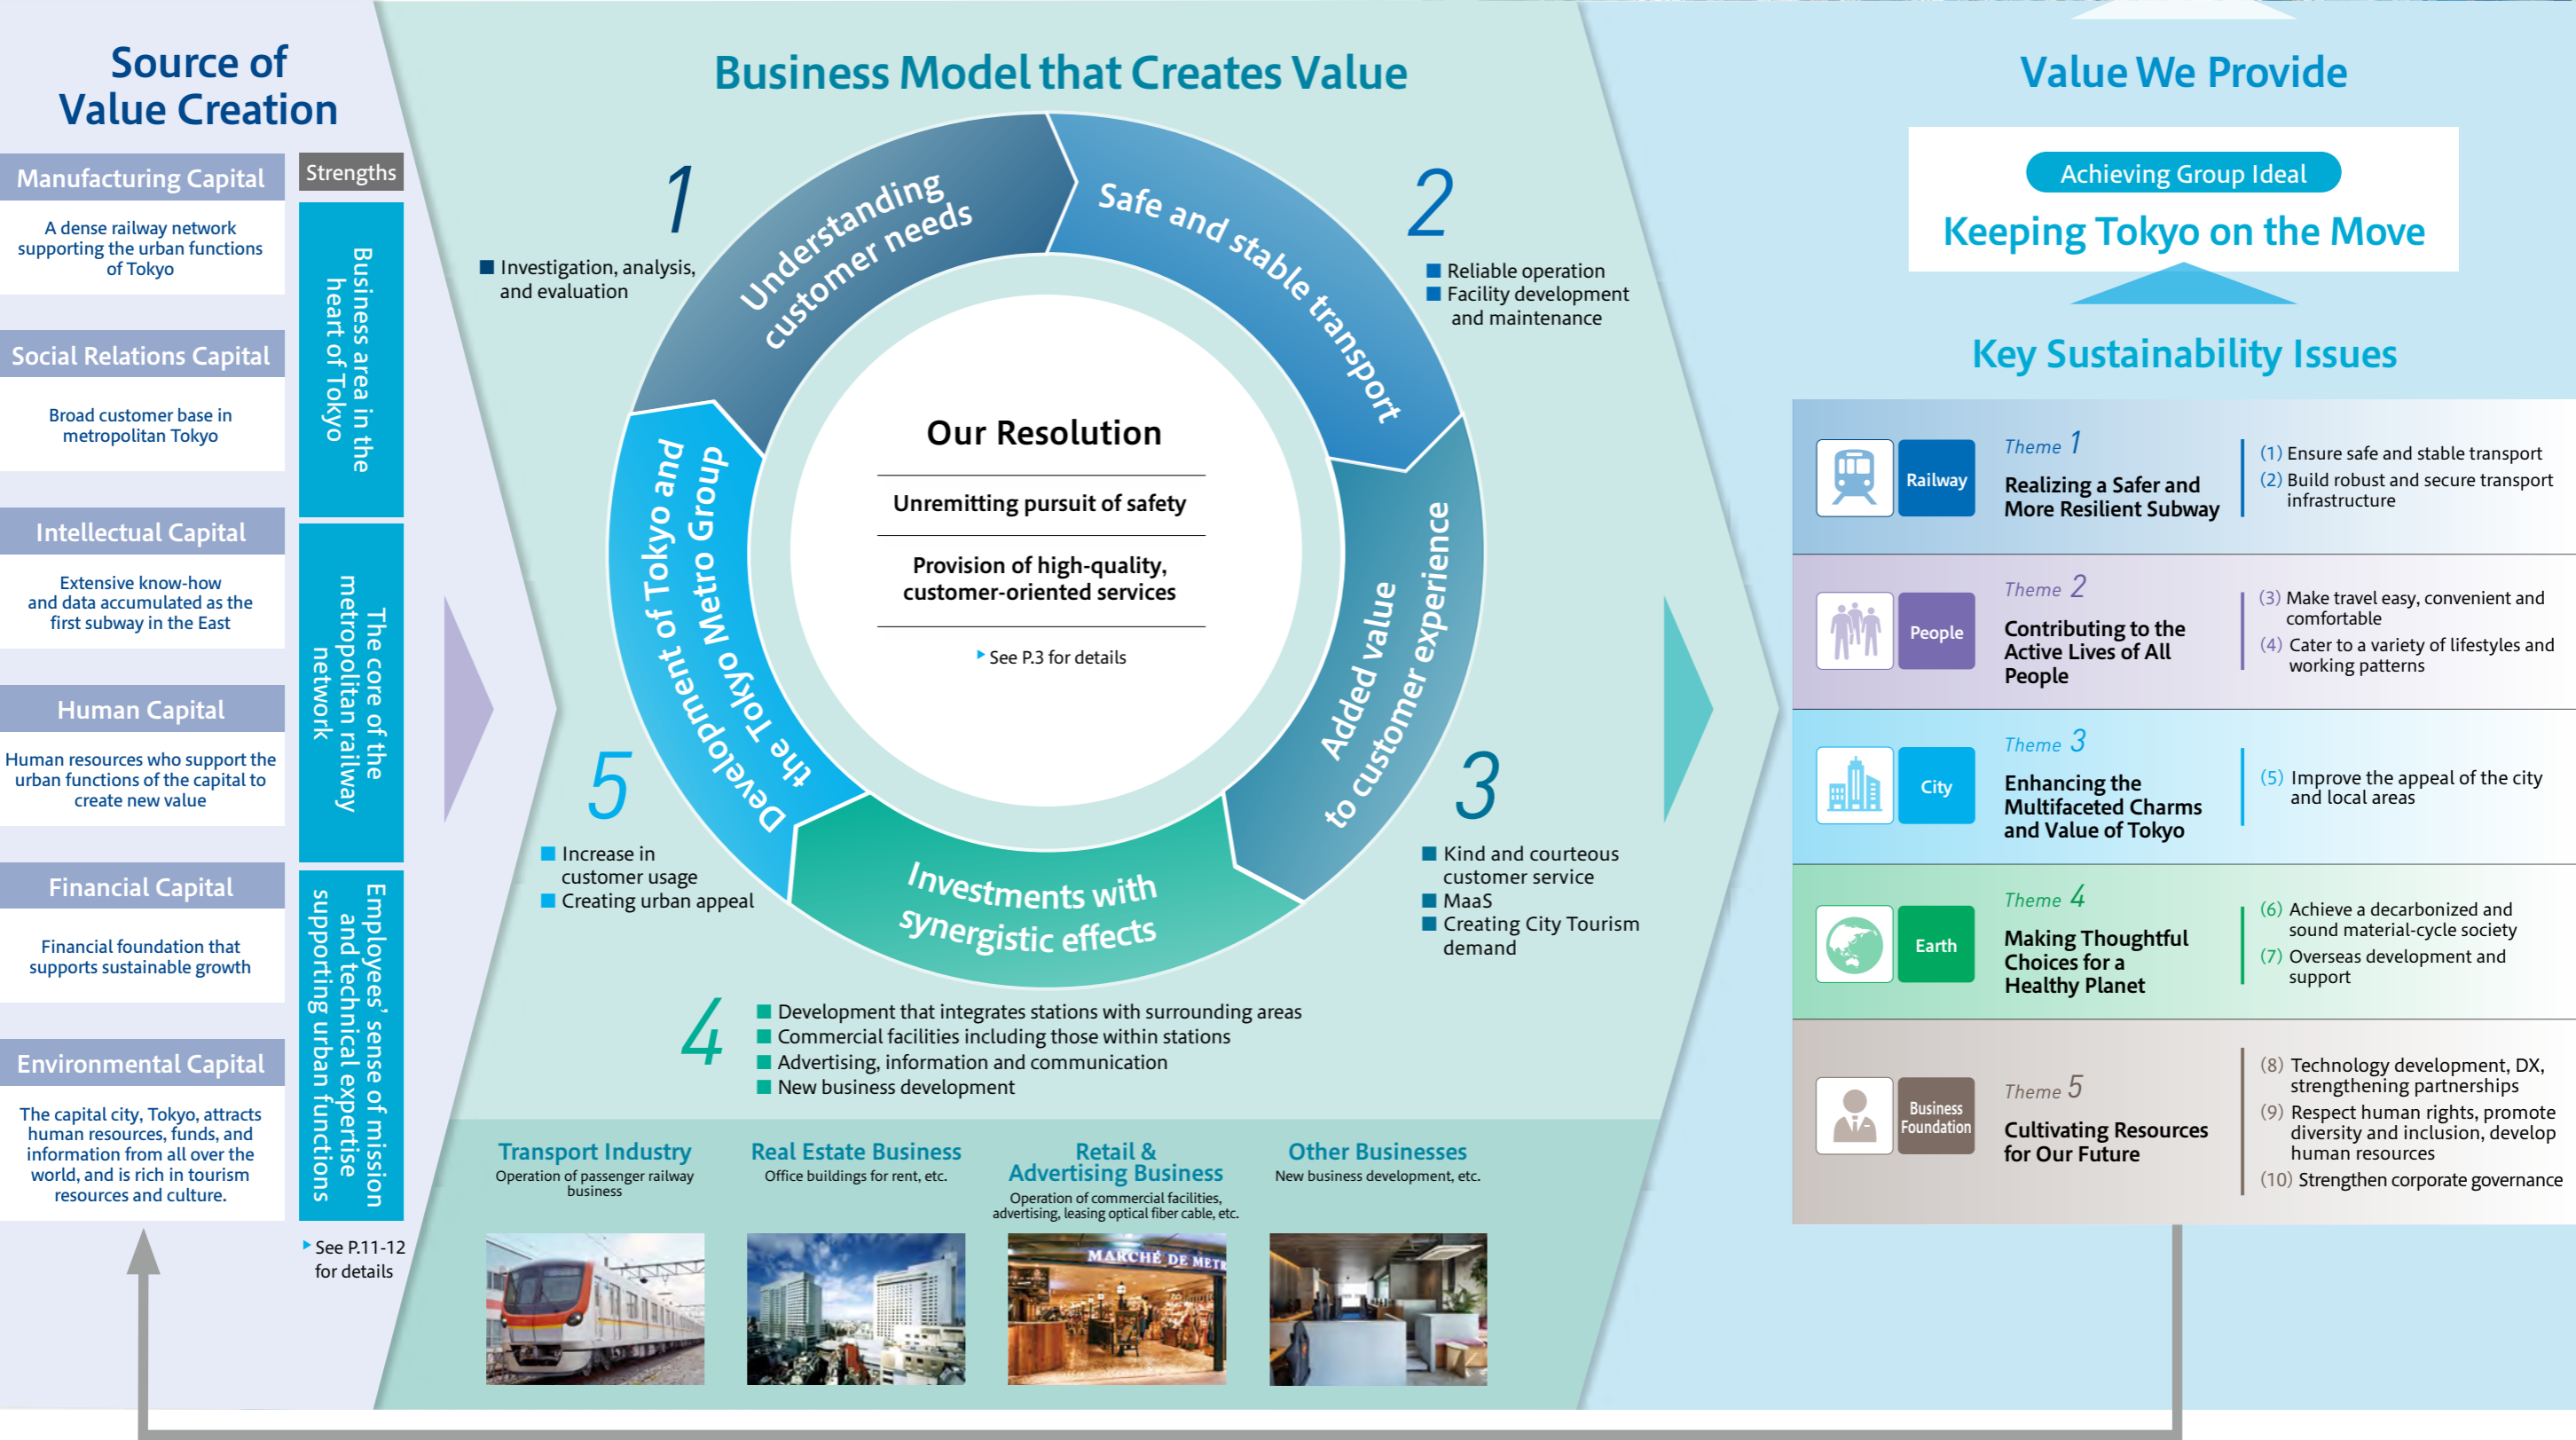 Source of
Value Creation
Manufacturing Capital
A dense railway network
supporting the urban functions
of Tokyo
Social Relations Capital
Broad customer base in
metropolitan Tokyo
Intellectual Capital
Extensive know-how
and data accumulated as the
first subway in the East
Human Capital
Human resources who support the
urban functions of the capital to
create new value
Financial Capital
Financial foundation that
supports sustainable growth
Environmental Capital
The capital city, Tokyo, attracts
human resources, funds, and
information from all over the
world, and is rich in tourism
resources and culture.
Strengths
Business area in the
heart of Tokyo
The core of the
metropolitan railway
network
Employees' sense of mission
and technical expertise
supporting urban functions
See P.11-12
for details
Business Model that Creates Value
1
Understanding
customer needs
Investigation, analysis,
and evaluation
2
Safe and stable transport
Reliable operation
Facility development
and maintenance
3
Added value
to customer experience
Kind and courteous
customer service
MaaS
Creating City Tourism
demand
4
Investments with
synergistic effects
Development that integrates stations with surrounding areas
Commercial facilities including those within stations
Advertising, information and communication
New business development
5
Development of Tokyo and
the Tokyo Metro Group
Increase in
customer usage
Creating urban appeal
Our Resolution
Unremitting pursuit of safety
Provision of high-quality,
customer-oriented services
See P.3 for details
Transport Industry
Operation of passenger railway
business
Real Estate Business
Office buildings for rent, etc.
Retail &
Advertising Business
Operation of commercial facilities,
advertising, leasing optical fiber cable, etc.
MARCHÉ DE METR
Other Businesses
New business development, etc.
Value We Provide
Achieving Group Ideal
Keeping Tokyo on the Move
Key Sustainability Issues
Railway
Theme 1
Realizing a Safer and
More Resilient Subway
(1) Ensure safe and stable transport
(2) Build robust and secure transport
infrastructure
People
Theme 2
Contributing to the
Active Lives of All
People
(3) Make travel easy, convenient and
comfortable
(4) Cater to a variety of lifestyles and
working patterns
City
Theme 3
Enhancing the
Multifaceted Charms
and Value of Tokyo
(5) Improve the appeal of the city
and local areas
Earth
Theme 4
Making Thoughtful
Choices for a
Healthy Planet
(6) Achieve a decarbonized and
sound material-cycle society
(7) Overseas development and
support
Business
Foundation
Theme 5
Cultivating Resources
for Our Future
(8) Technology development, DX,
strengthening partnerships
(9) Respect human rights, promote
diversity and inclusion, develop
human resources
(10) Strengthen corporate governance